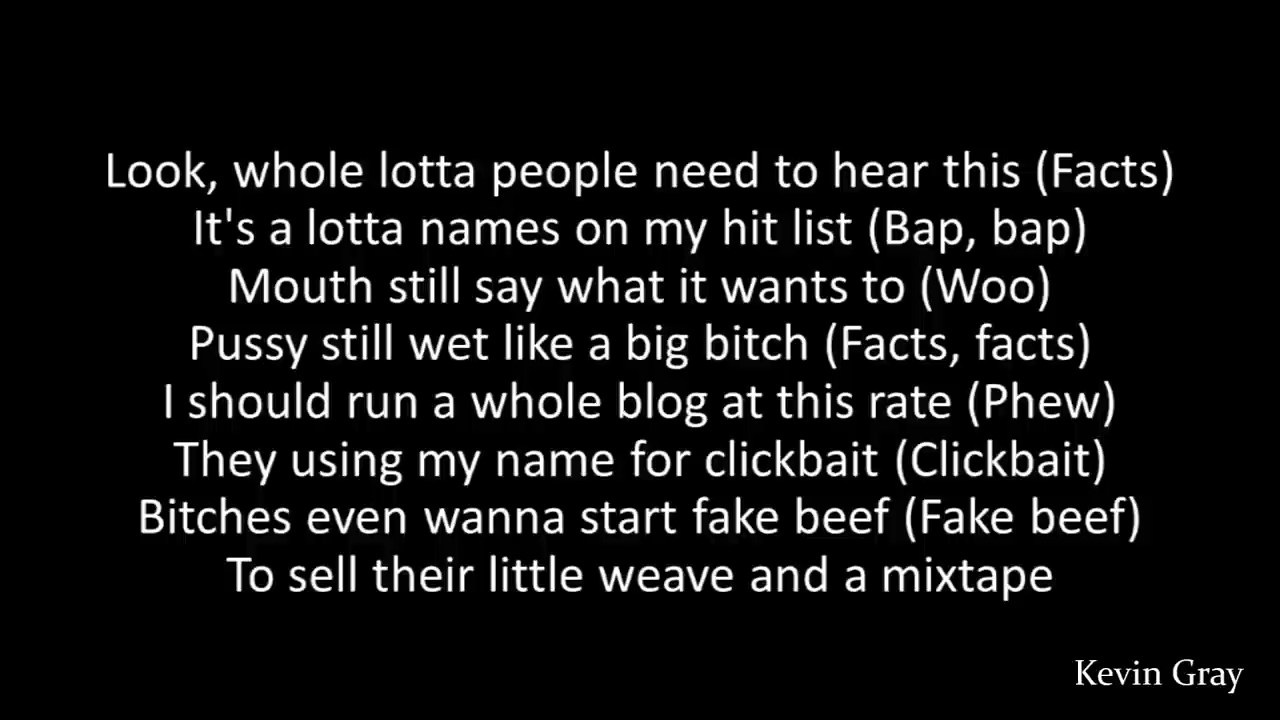 Look, whole lotta people need to hear this (Facts)
It's a lotta names on my hit list (Bap, bap)
Mouth still say what it wants to (Woo)
Pussy still wet like a big bitch (Facts, facts)
I should run a whole blog at this rate (Phew)
They using my name for clickbait (Clickbait)
Bitches even wanna start fake beef (Fake beef)
To sell their little weave and a mixtape
Kevin Gray